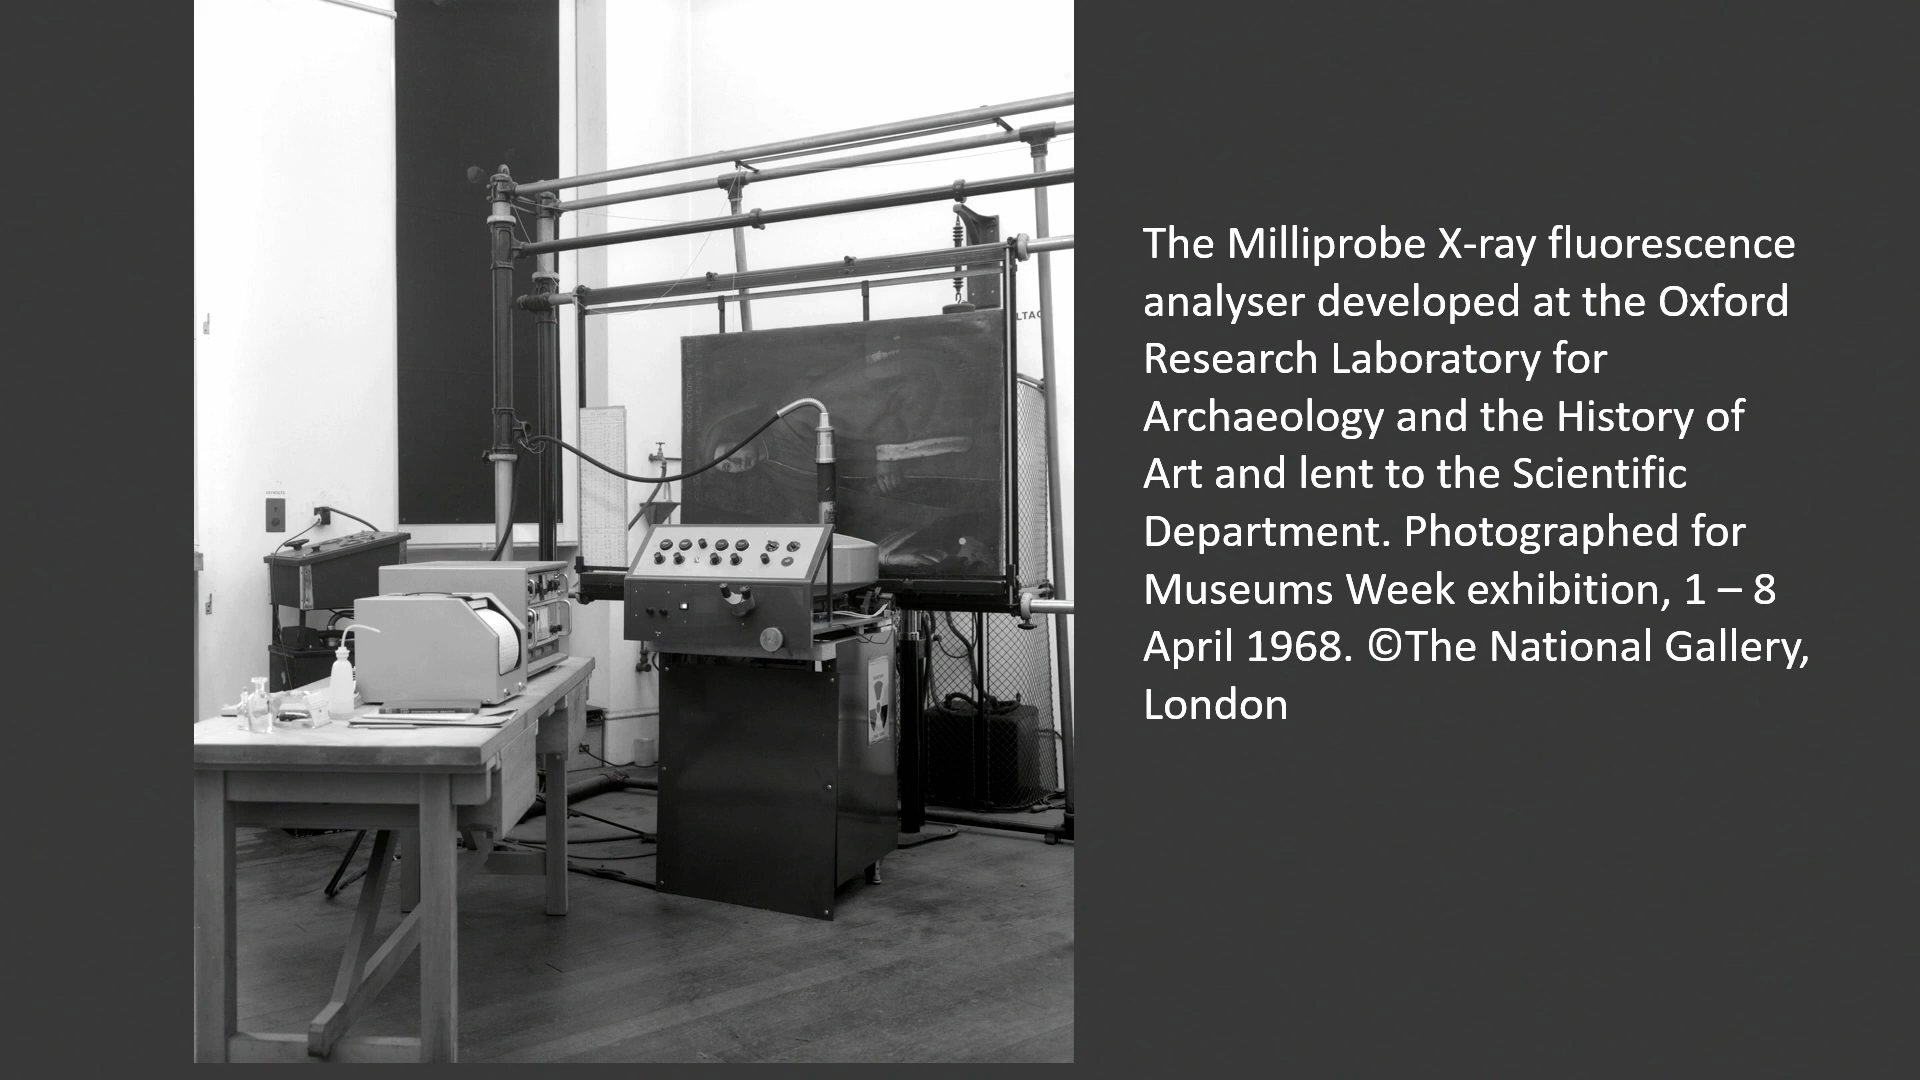 The Milliprobe X-ray fluorescence
analyser developed at the Oxford
Research Laboratory for
Archaeology and the History of
Art and lent to the Scientific
Department. Photographed for
Museums Week exhibition, 1 – 8
April 1968. ©The National Gallery,
London